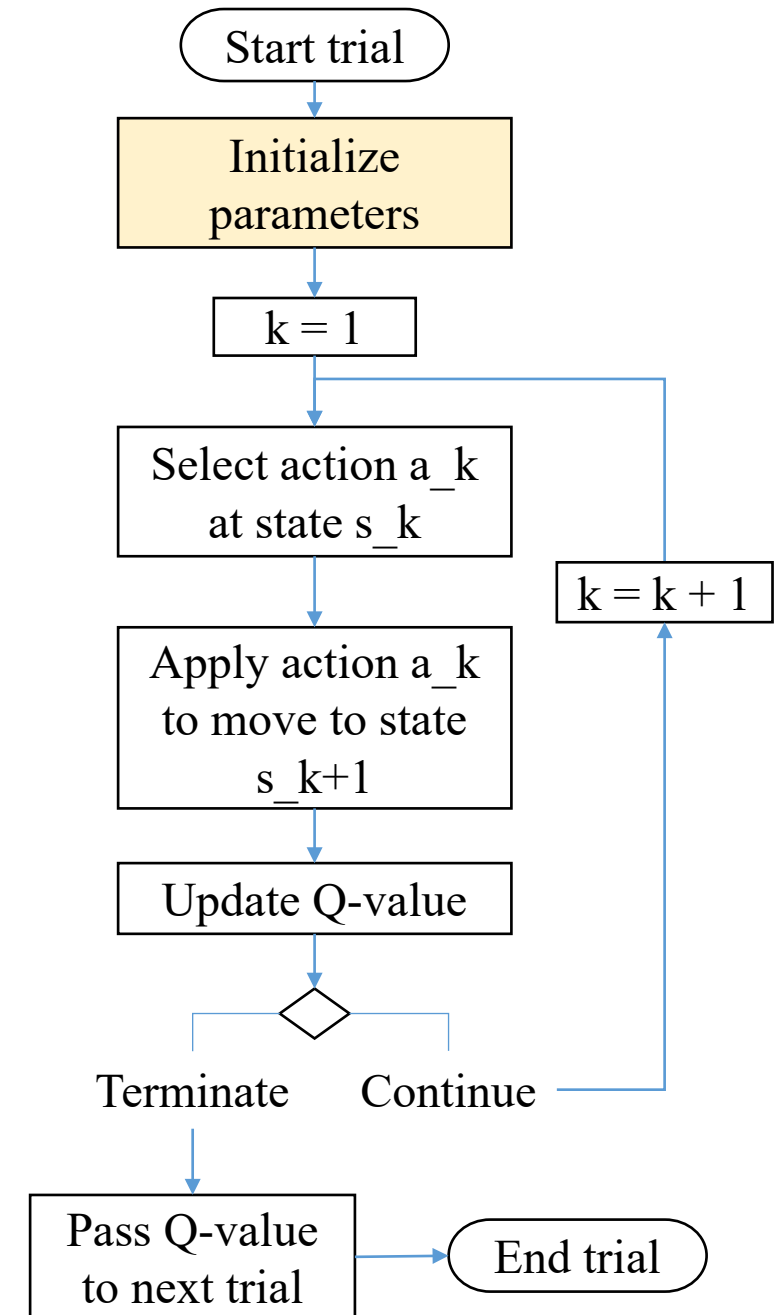 Start trial
Initialize
parameters
k = 1
Select action a_k
at state s_k
k = k + 1
Apply action a_k
to move to state
s_k+1
Update Q-value
Terminate
Continue
Pass Q-value
to next trial
End trial